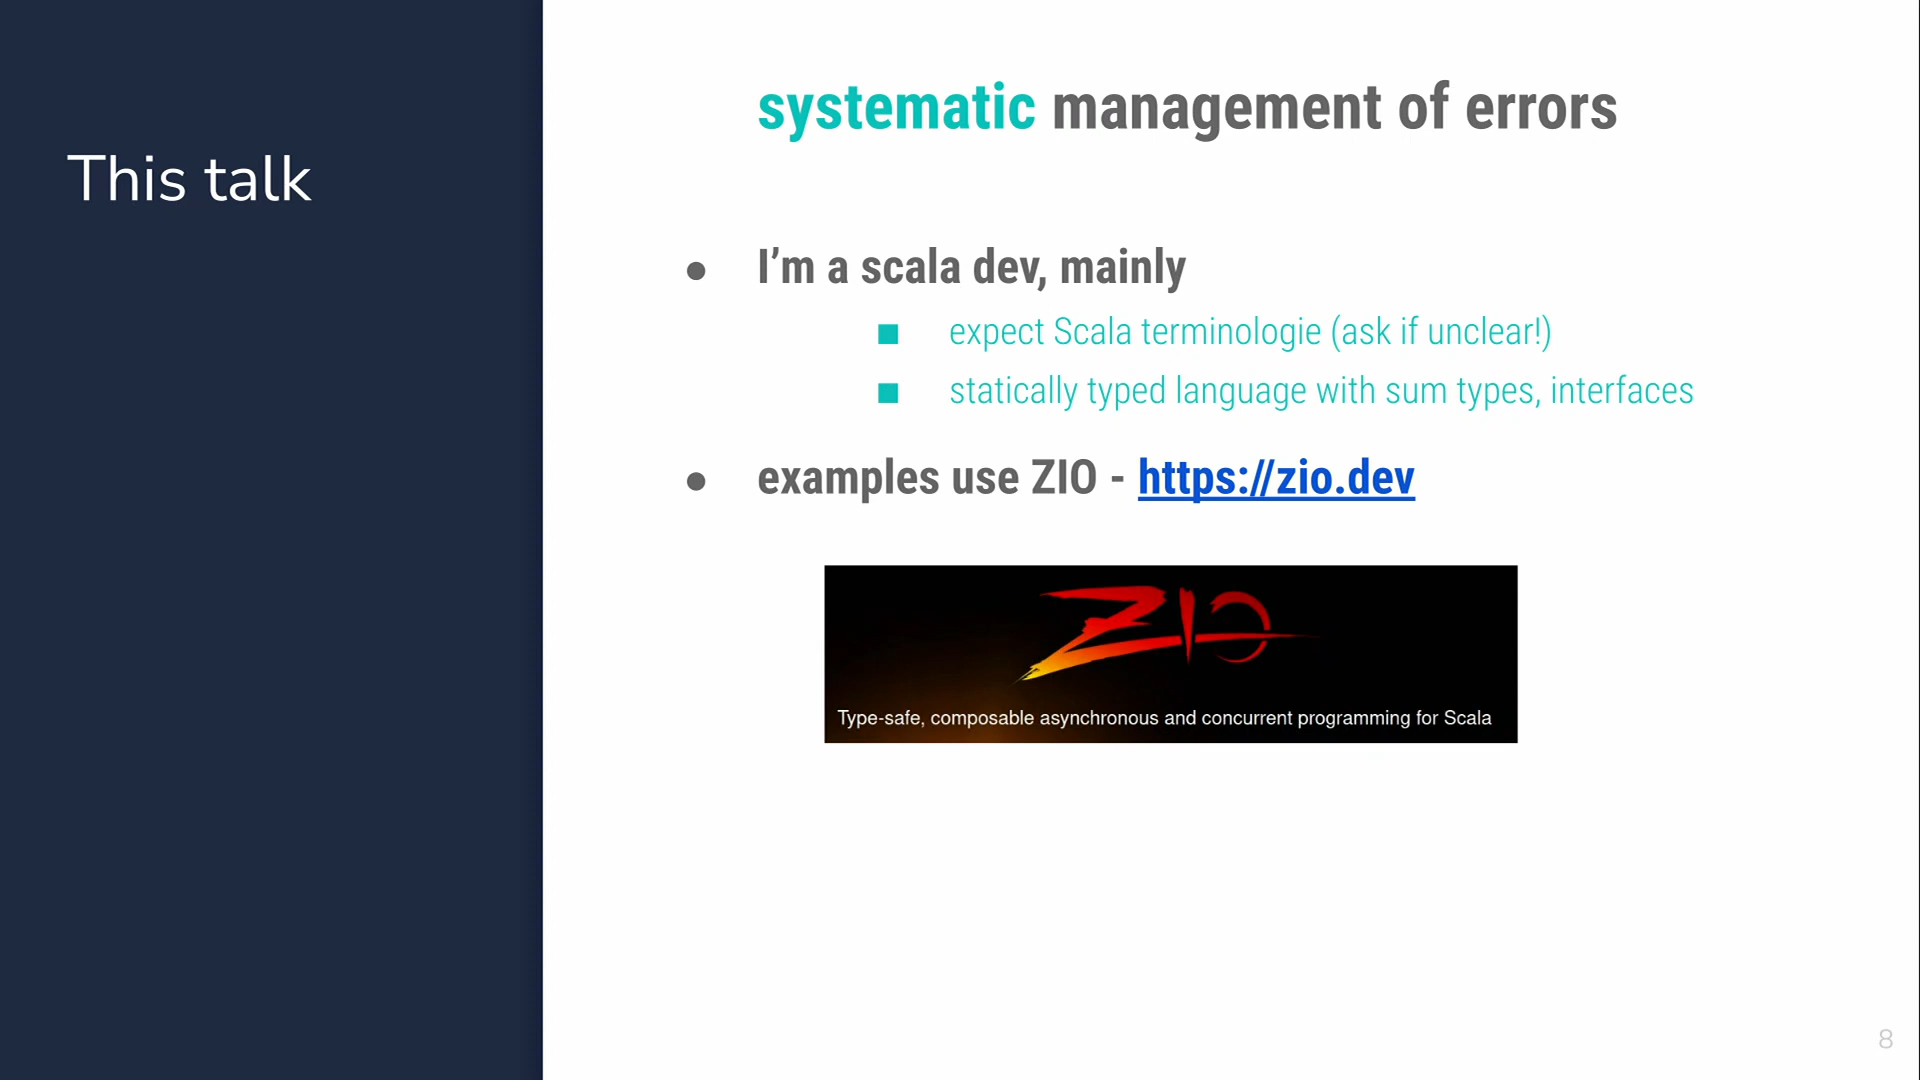 This talk
systematic management of errors
● I’m a scala dev, mainly
■ expect Scala terminologie (ask if unclear!)
■ statically typed language with sum types, interfaces
● examples use ZIO - https://zio.dev
ZIO
Type-safe, composable asynchronous and concurrent programming for Scala
8